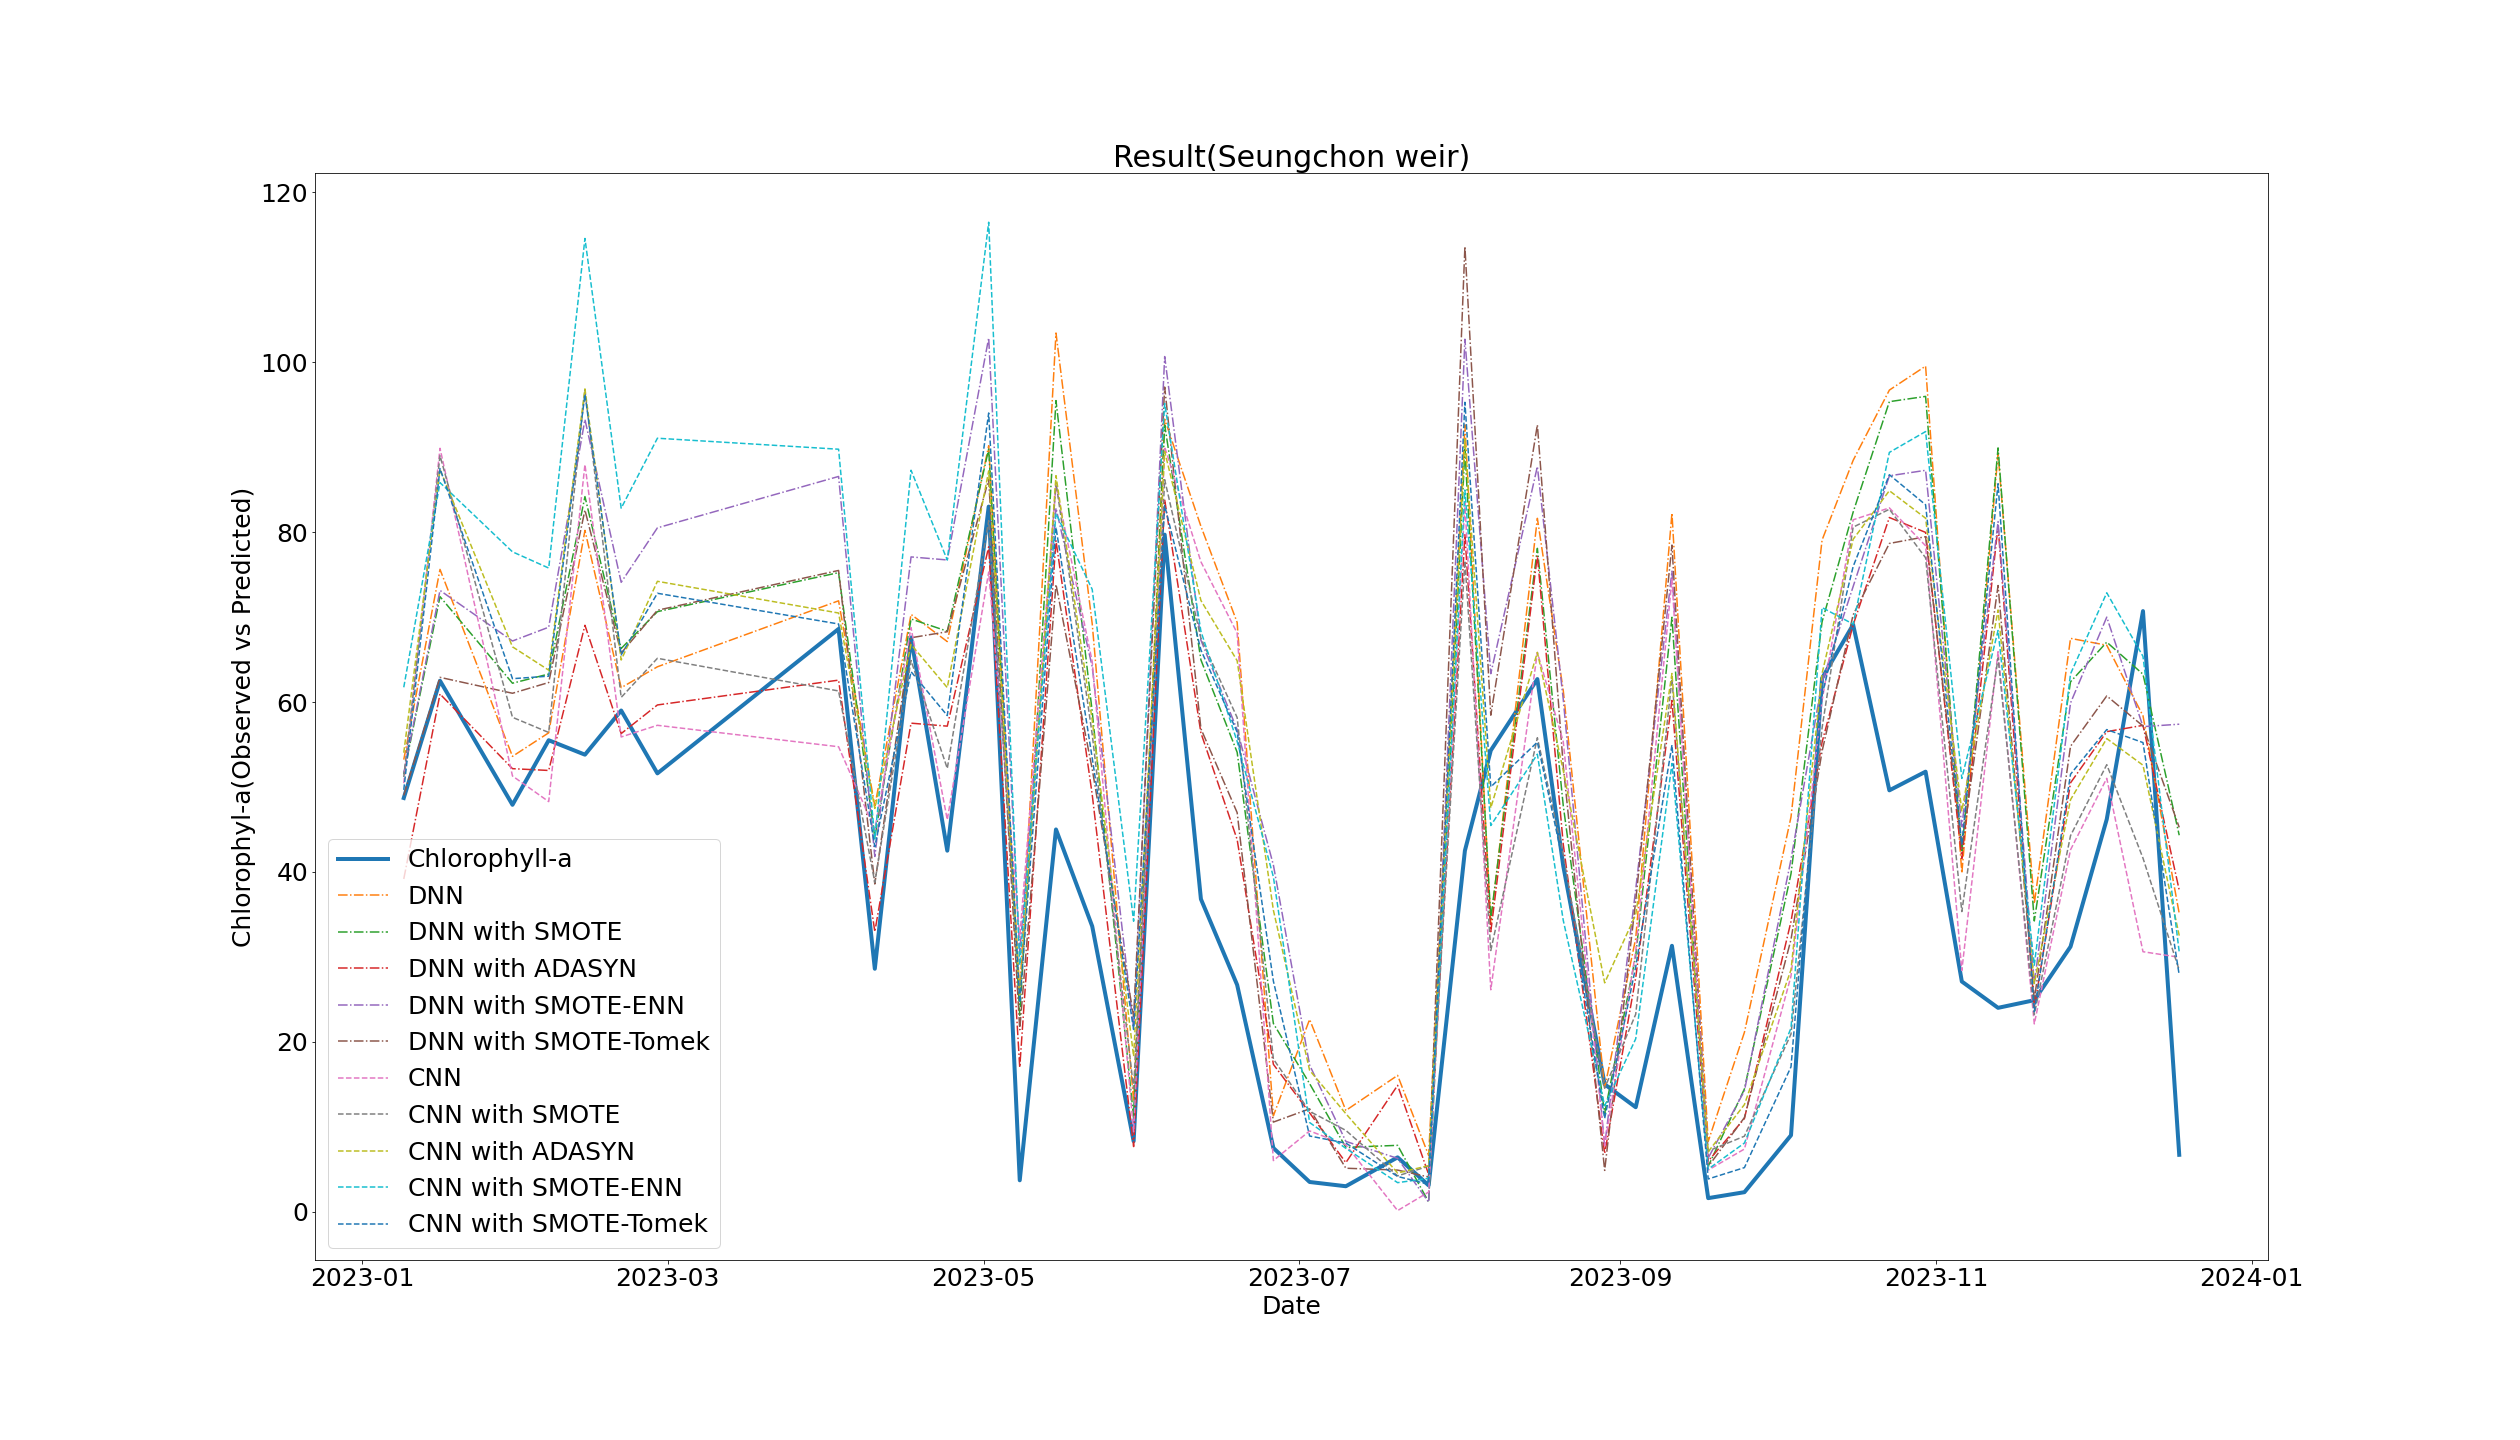 Result(Seungchon weir)
Chlorophyl-a(Observed vs Predicted)
120
100
80
60
40
20
0
Chlorophyll-a
DNN
DNN with SMOTE
DNN with ADASYN
DNN with SMOTE-ENN
DNN with SMOTE-Tomek
CNN
CNN with SMOTE
CNN with ADASYN
CNN with SMOTE-ENN
CNN with SMOTE-Tomek
2023-01 2023-03 2023-05 2023-07 2023-09 2023-11 2024-01
Date